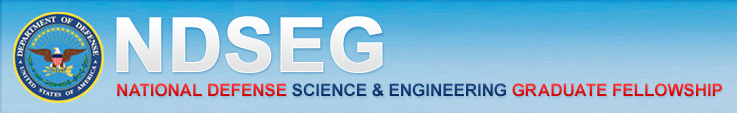 DEPARTMENT OF DEFENSE
UNITED STATES OF AMERICA
NDSEG
NATIONAL DEFENSE SCIENCE & ENGINEERING GRADUATE FELLOWSHIP